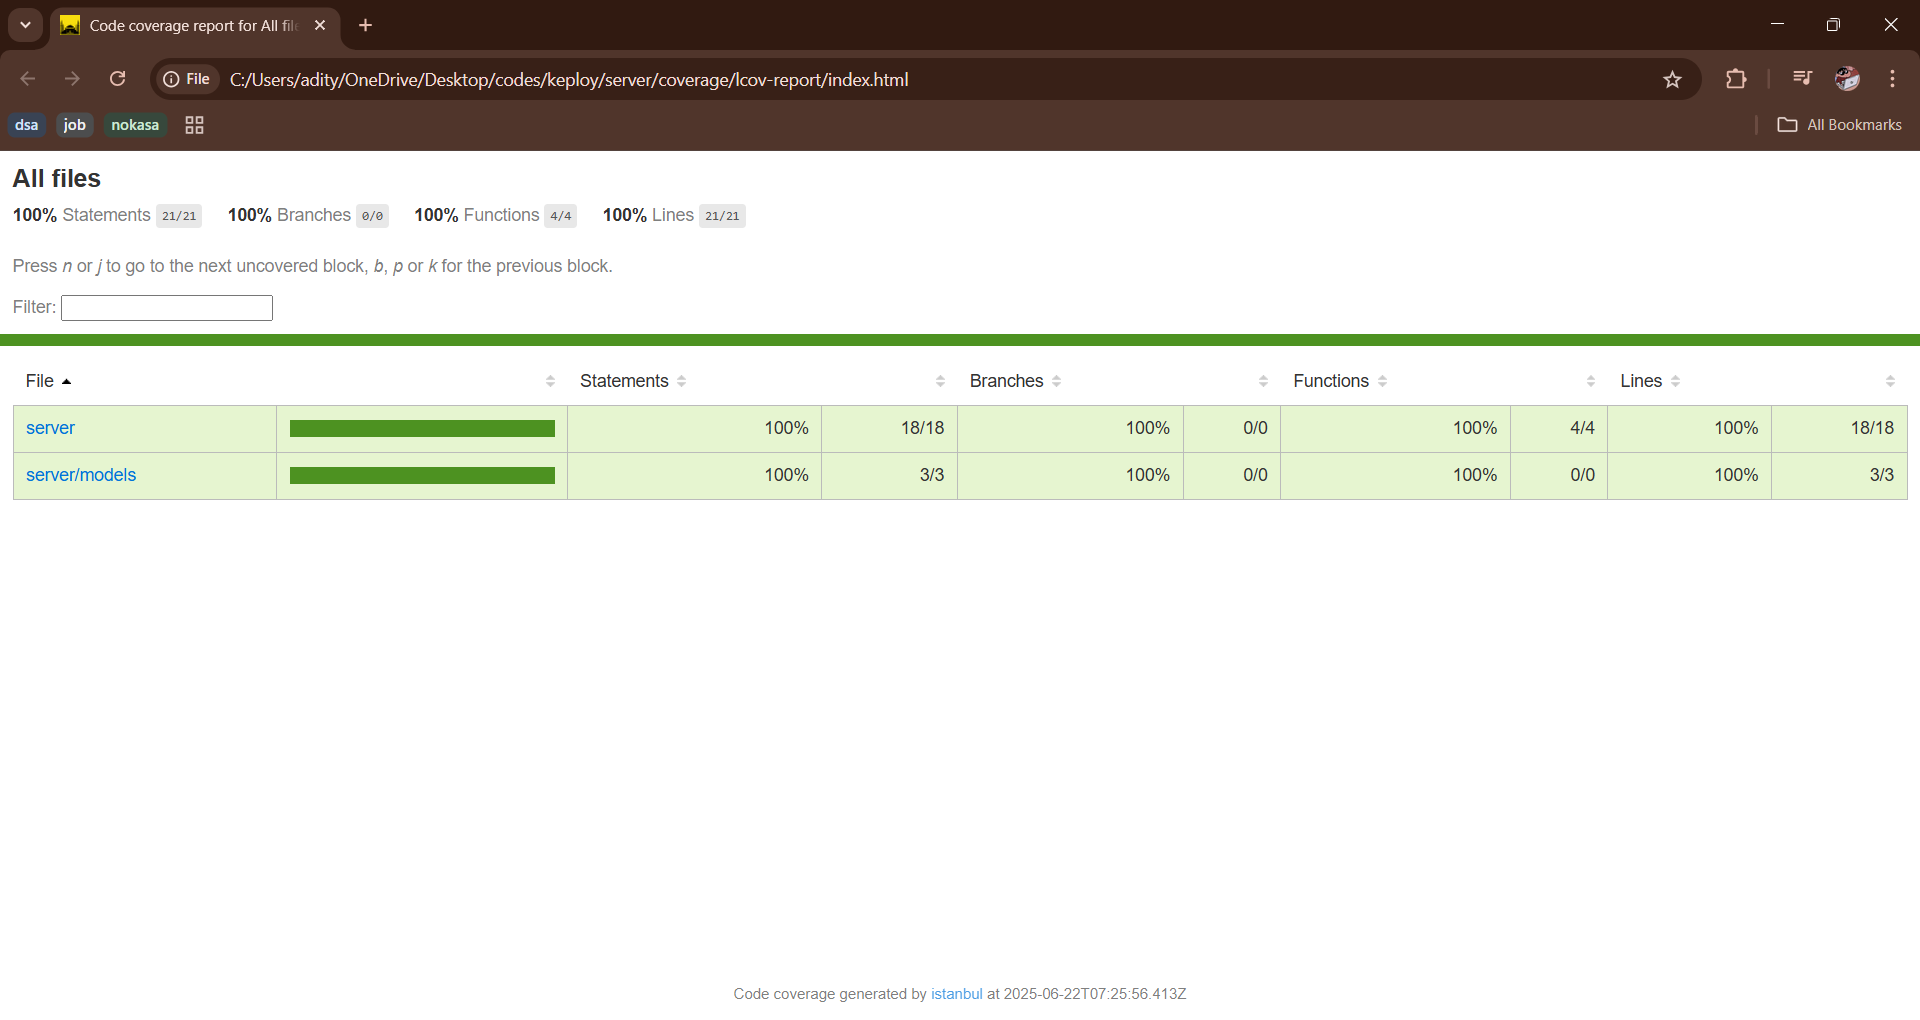 Code coverage report for All file
File
C:/Users/adity/OneDrive/Desktop/codes/keploy/server/coverage/lcov-report/index.html
dsa job nokasa All Bookmarks
All files
100% Statements 21/21 100% Branches 0/0 100% Functions 4/4 100% Lines 21/21
Press n or j to go to the next uncovered block, b, p or k for the previous block.
Filter:
File Statements Branches Functions Lines
server 100% 18/18 100% 0/0 100% 4/4 100% 18/18
server/models 100% 3/3 100% 0/0 100% 0/0 100% 3/3
Code coverage generated by istanbul at 2025-06-22T07:25:56.413Z